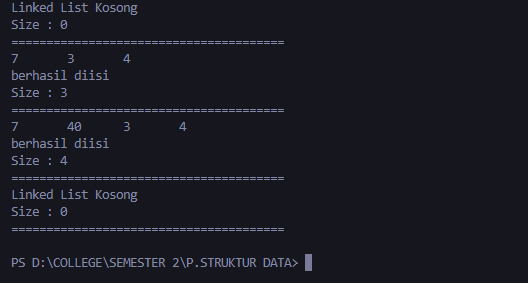 Linked List Kosong
Size : 0
=======================================
7 3 4
berhasil diisi
Size : 3
=======================================
7 40 3 4
berhasil diisi
Size : 4
=======================================
Linked List Kosong
Size : 0
=======================================
PS D:\COLLEGE\SEMESTER 2\P.STRUKTUR DATA>